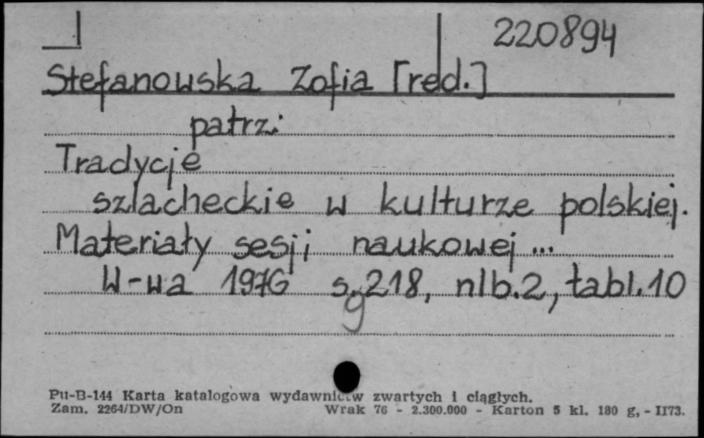 220894
Stefanowska Zofia [red.]
patrz:
Tradycje
szlacheckie w kulturze polskiej.
Materiały sesji naukowej...
W-wa 1976 s. 218, nlb. 2, tabl. 10
g
Pu-B-144 Karta katalogowa wydawnictw zwartych i ciągłych.
Zam. 2264/DW/On Wrak 76 - 2.300.000 - Karton 5 kl. 180 g, - II73.